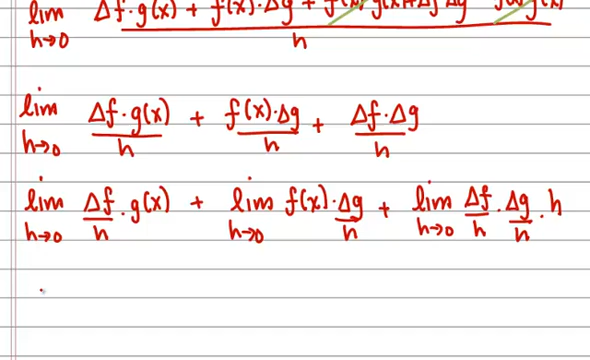 lim Δf·g(x) + f(x)·Δg + f(x)·g(x) + Δf·Δg - f(x)·g(x)
h→0 h
lim Δf·g(x)/h + f(x)·Δg/h + Δf·Δg/h
h→0
lim Δf/h · g(x) + lim f(x)·Δg/h + lim Δf/h · Δg/h · h
h→0 h→0 h→0